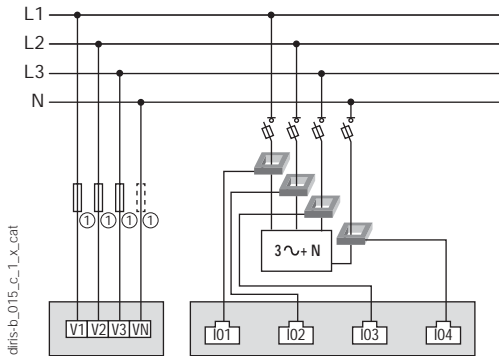 L1
L2
L3
N
① ① ① ①
3∿+ N
V1 V2 V3 VN
I01 I02 I03 I04
diris-b_015_c_1_x_cat